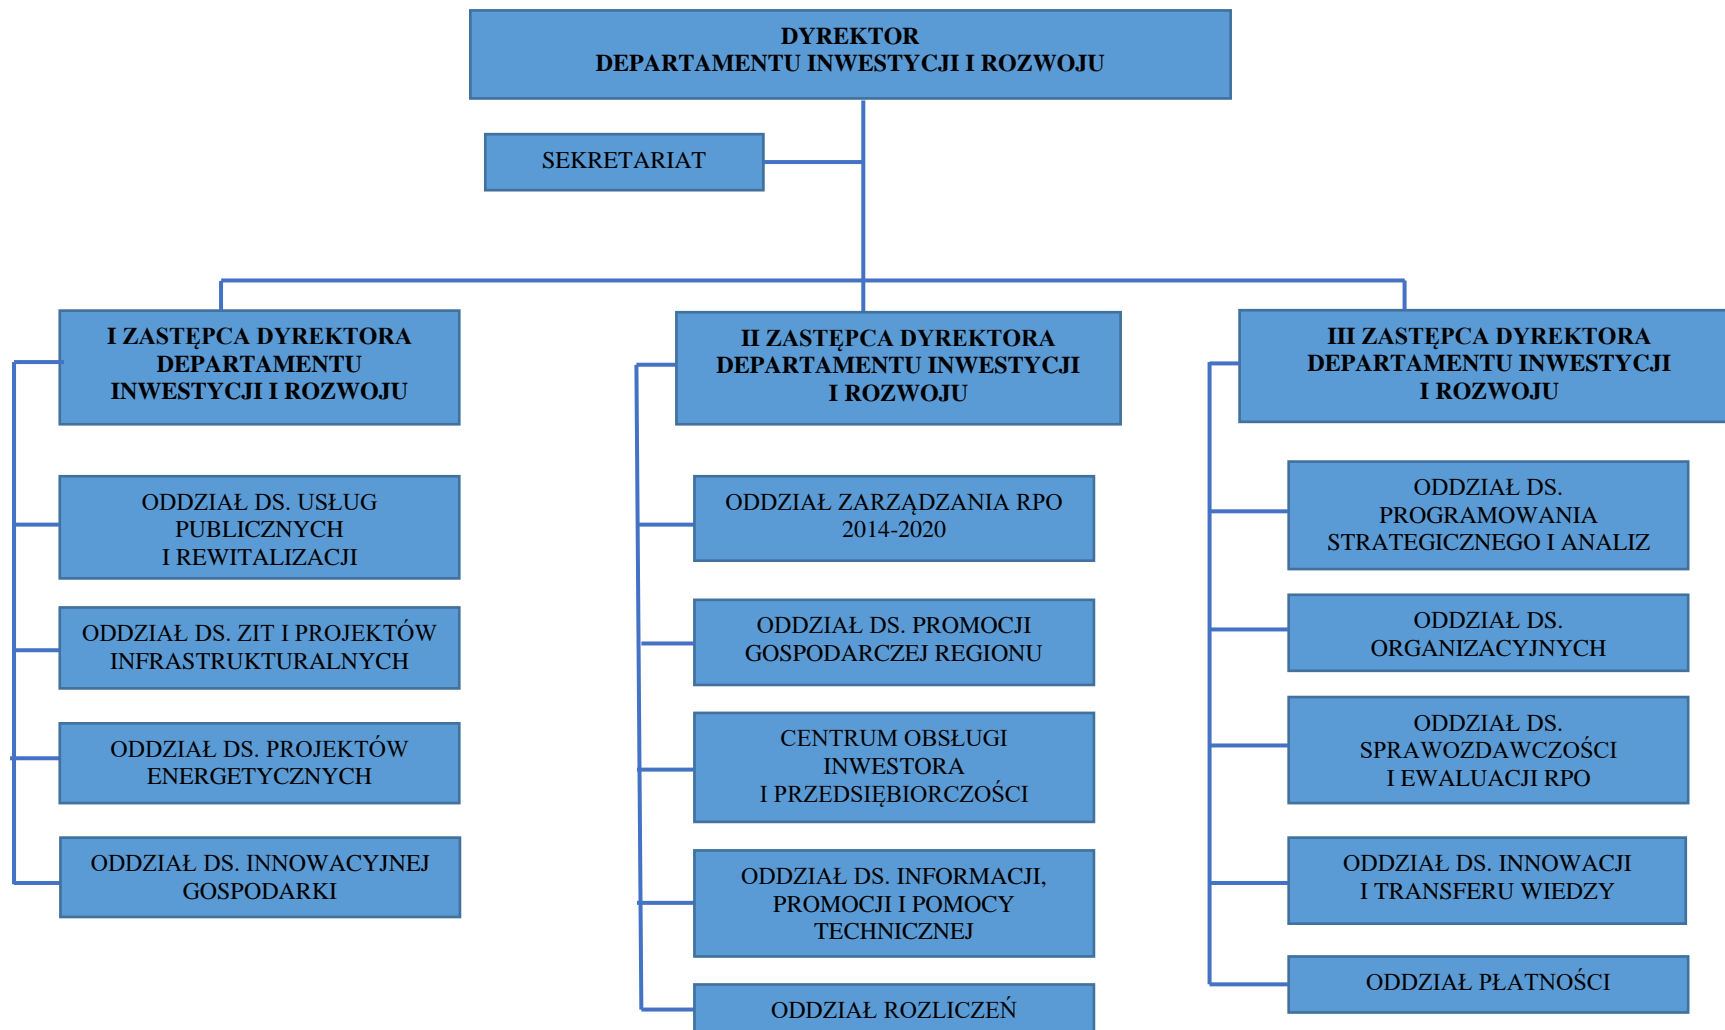 DYREKTOR
DEPARTAMENTU INWESTYCJI I ROZWOJU
SEKRETARIAT
I ZASTĘPCA DYREKTORA
DEPARTAMENTU
INWESTYCJI I ROZWOJU
ODDZIAŁ DS. USŁUG
PUBLICZNYCH
I REWITALIZACJI
ODDZIAŁ DS. ZIT I PROJEKTÓW
INFRASTRUKTURALNYCH
ODDZIAŁ DS. PROJEKTÓW
ENERGETYCZNYCH
ODDZIAŁ DS. INNOWACYJNEJ
GOSPODARKI
II ZASTĘPCA DYREKTORA
DEPARTAMENTU INWESTYCJI
I ROZWOJU
ODDZIAŁ ZARZĄDZANIA RPO
2014-2020
ODDZIAŁ DS. PROMOCJI
GOSPODARCZEJ REGIONU
CENTRUM OBSŁUGI
INWESTORA
I PRZEDSIĘBIORCZOŚCI
ODDZIAŁ DS. INFORMACJI,
PROMOCJI I POMOCY
TECHNICZNEJ
ODDZIAŁ ROZLICZEŃ
III ZASTĘPCA DYREKTORA
DEPARTAMENTU INWESTYCJI
I ROZWOJU
ODDZIAŁ DS.
PROGRAMOWANIA
STRATEGICZNEGO I ANALIZ
ODDZIAŁ DS.
ORGANIZACYJNYCH
ODDZIAŁ DS.
SPRAWOZDAWCZOŚCI
I EWALUACJI RPO
ODDZIAŁ DS. INNOWACJI
I TRANSFERU WIEDZY
ODDZIAŁ PŁATNOŚCI